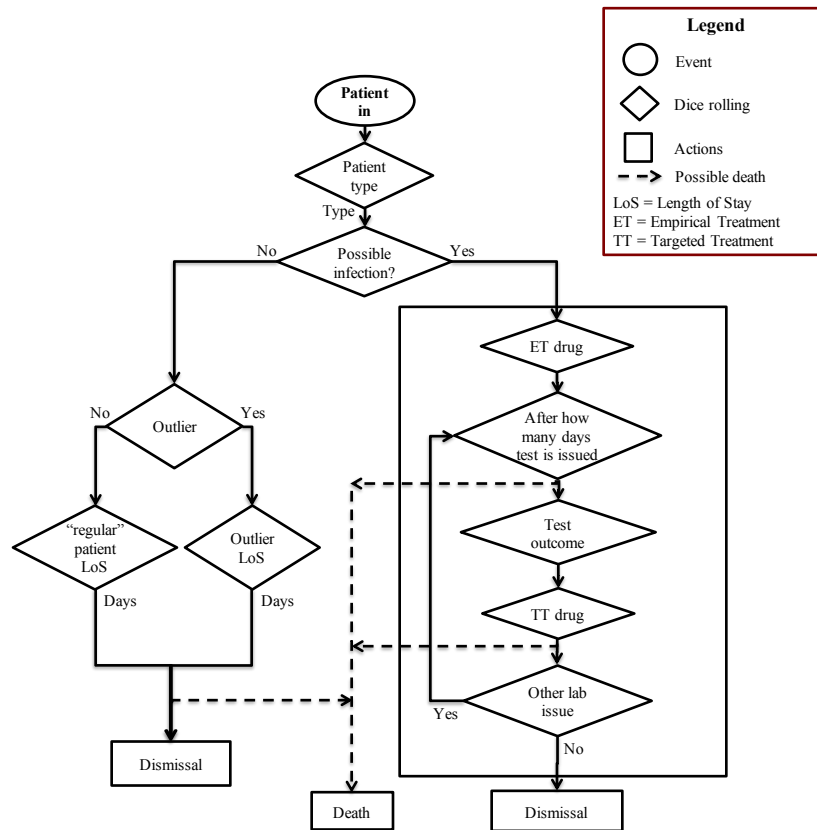 Legend
Event
Dice rolling
Actions
Possible death
LoS = Length of Stay
ET = Empirical Treatment
TT = Targeted Treatment
Patient
in
Patient
type
Type
Possible
infection?
No
Yes
ET drug
After how
many days
test is issued
Test
outcome
TT drug
Other lab
issue
Yes
No
Dismissal
Outlier
No
Yes
“regular”
patient
LoS
Outlier
LoS
Days
Days
Dismissal
Death